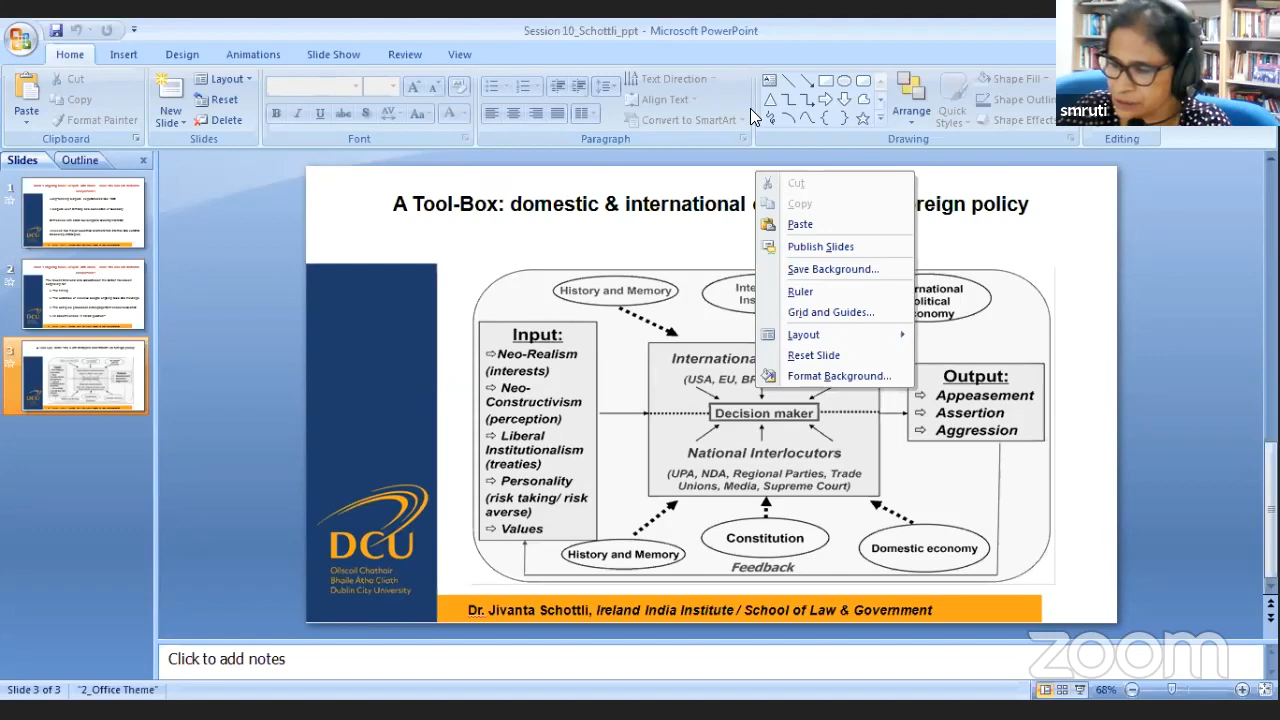 Session 10_Schottli_ppt - Microsoft PowerPoint
Home Insert Design Animations Slide Show Review View
Paste
Cut
Copy
Format Painter
Clipboard
New Slide
Layout
Reset
Delete
Slides
Font
Text Direction
Align Text
Convert to SmartArt
Paragraph
Arrange
Quick Styles
Shape Fill
Shape Outline
Shape Effects
Drawing
Editing
smruti
Slides Outline
1
2
3
A Tool-Box: domestic & international
foreign policy
Cut
Paste
Publish Slides
Save Background...
Ruler
Grid and Guides...
Layout
Reset Slide
Format Background...
History and Memory
Input:
Neo-Realism
(interests)
Neo-
Constructivism
(perception)
Liberal
Institutionalism
(treaties)
Personality
(risk taking/ risk
averse)
Values
International
(USA, EU,
Decision maker
National Interlocutors
(UPA, NDA, Regional Parties, Trade
Unions, Media, Supreme Court)
Output:
Appeasement
Assertion
Aggression
History and Memory
Constitution
Domestic economy
Feedback
DCU
Ollscoil Chathair
Bhaile Átha Cliath
Dublin City University
Dr. Jivanta Schottli, Ireland India Institute / School of Law & Government
Click to add notes
zoom
Slide 3 of 3 "2_Office Theme" 68%